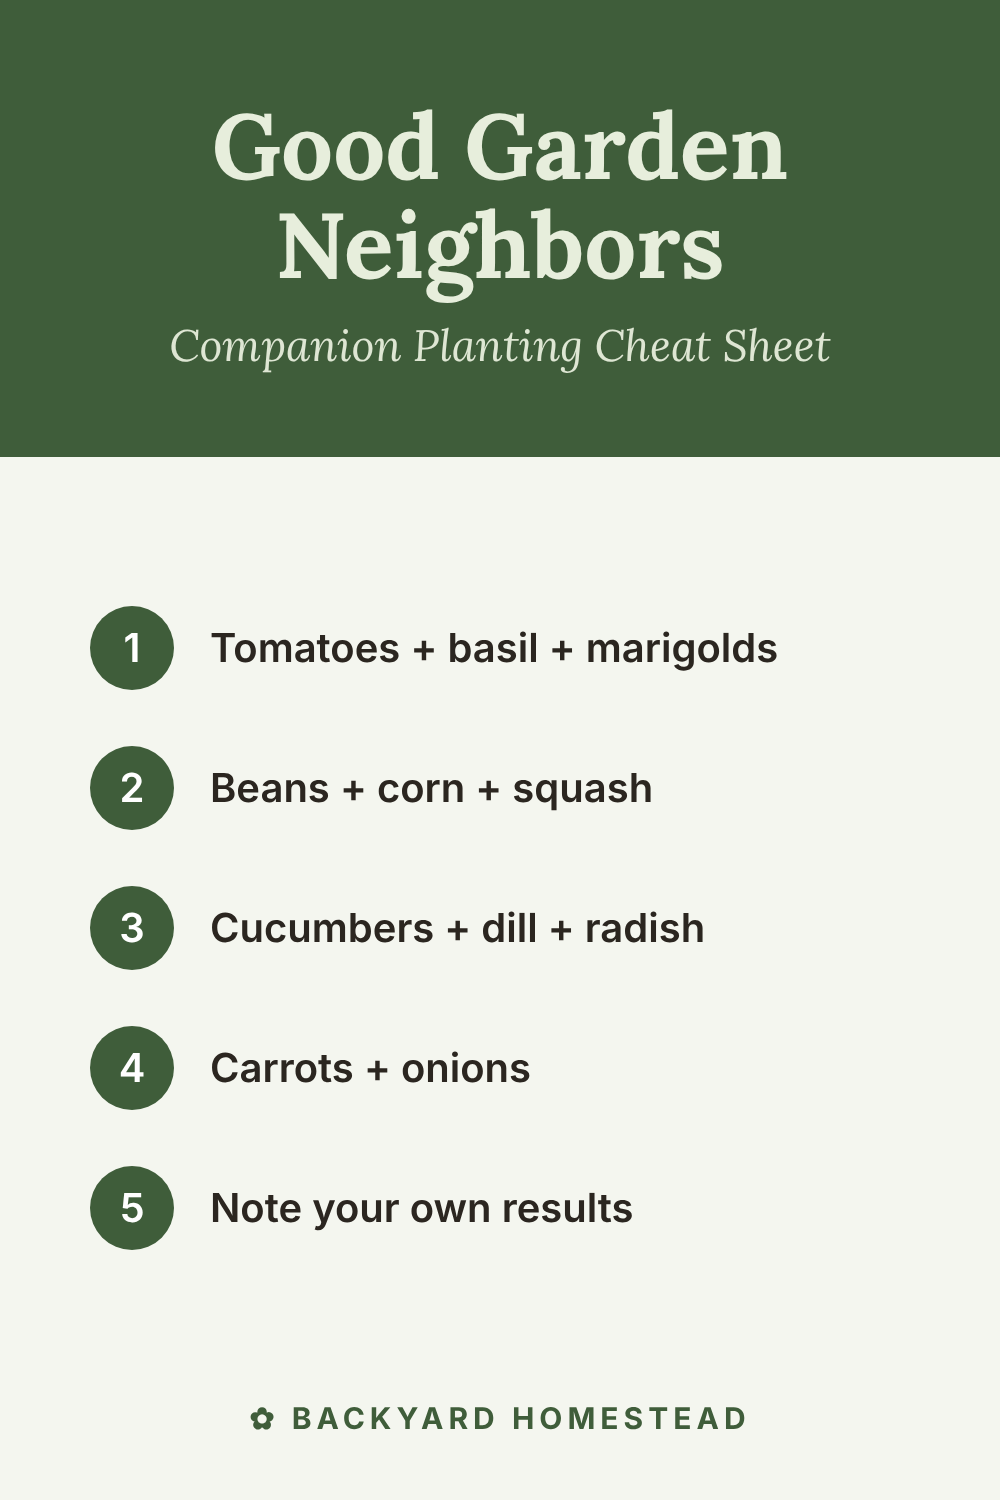 Good Garden
Neighbors
Companion Planting Cheat Sheet
1 Tomatoes + basil + marigolds
2 Beans + corn + squash
3 Cucumbers + dill + radish
4 Carrots + onions
5 Note your own results
✿ BACKYARD HOMESTEAD